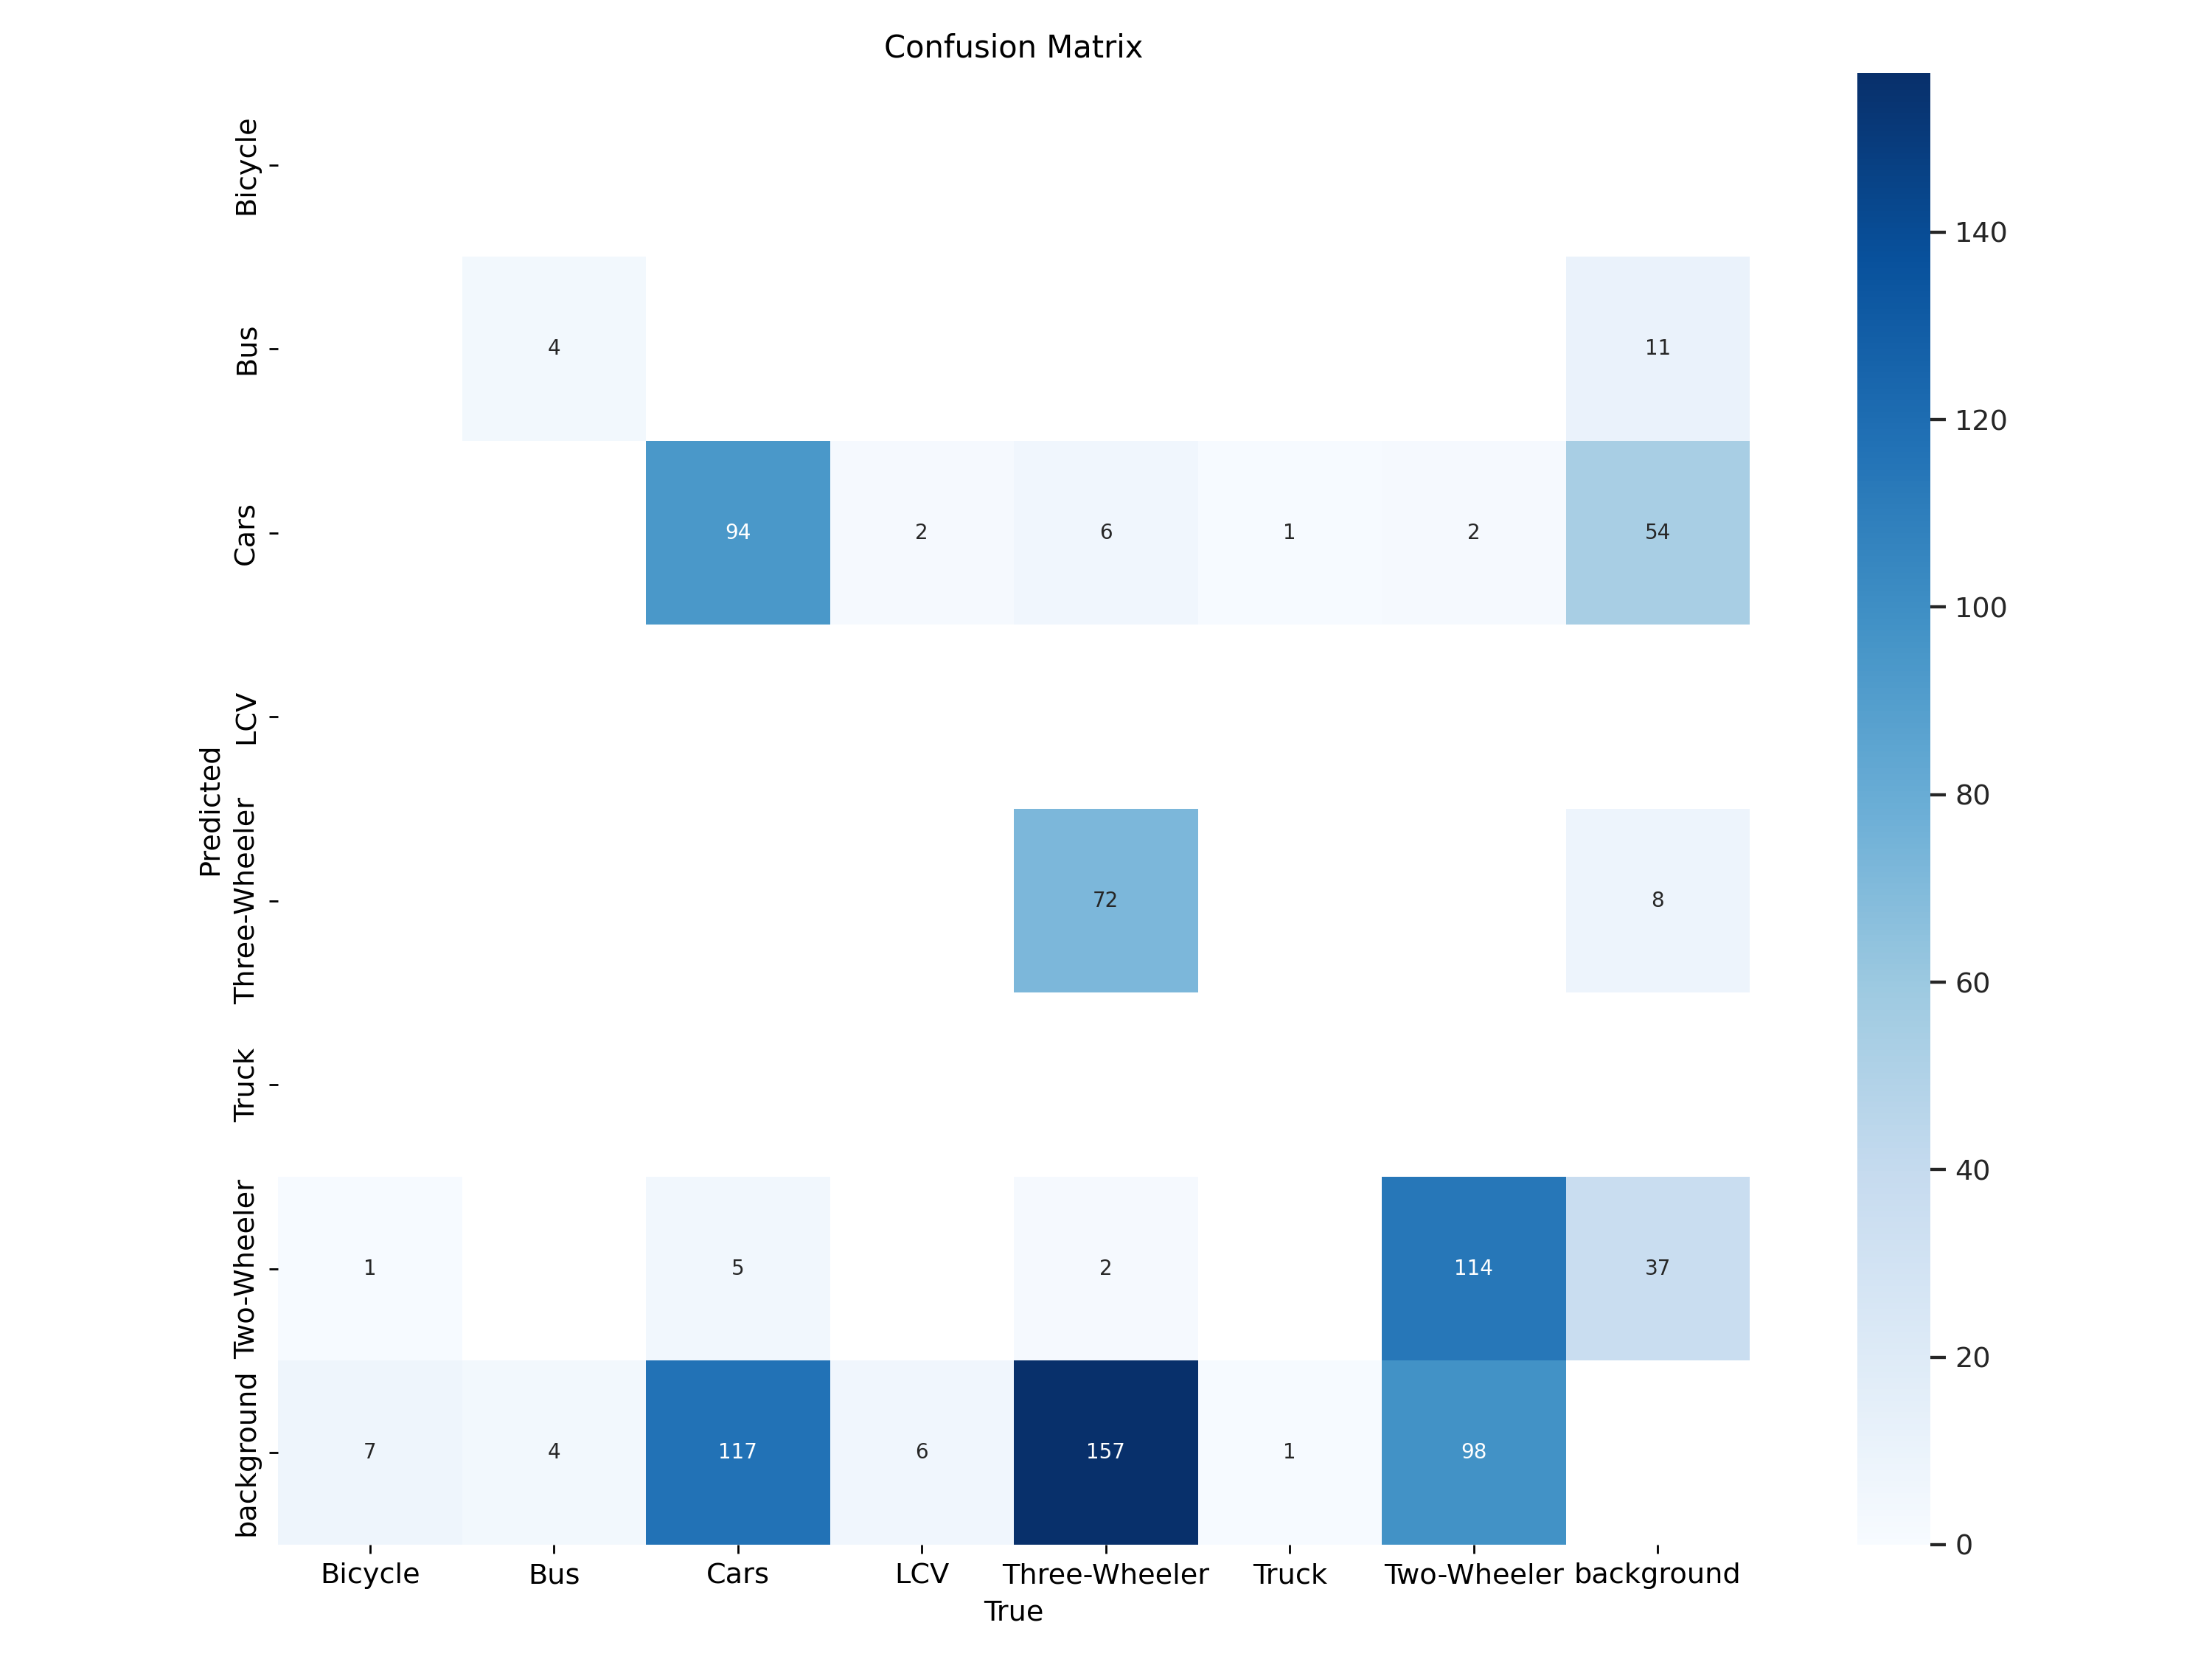 Confusion Matrix
Bicycle
Bus
4
11
Cars
94
2
6
1
2
54
LCV
Predicted
Three-Wheeler
72
8
Truck
Two-Wheeler
1
5
2
114
37
background
7
4
117
6
157
1
98
Bicycle
Bus
Cars
LCV
Three-Wheeler
Truck
Two-Wheeler
background
True
140
120
100
80
60
40
20
0